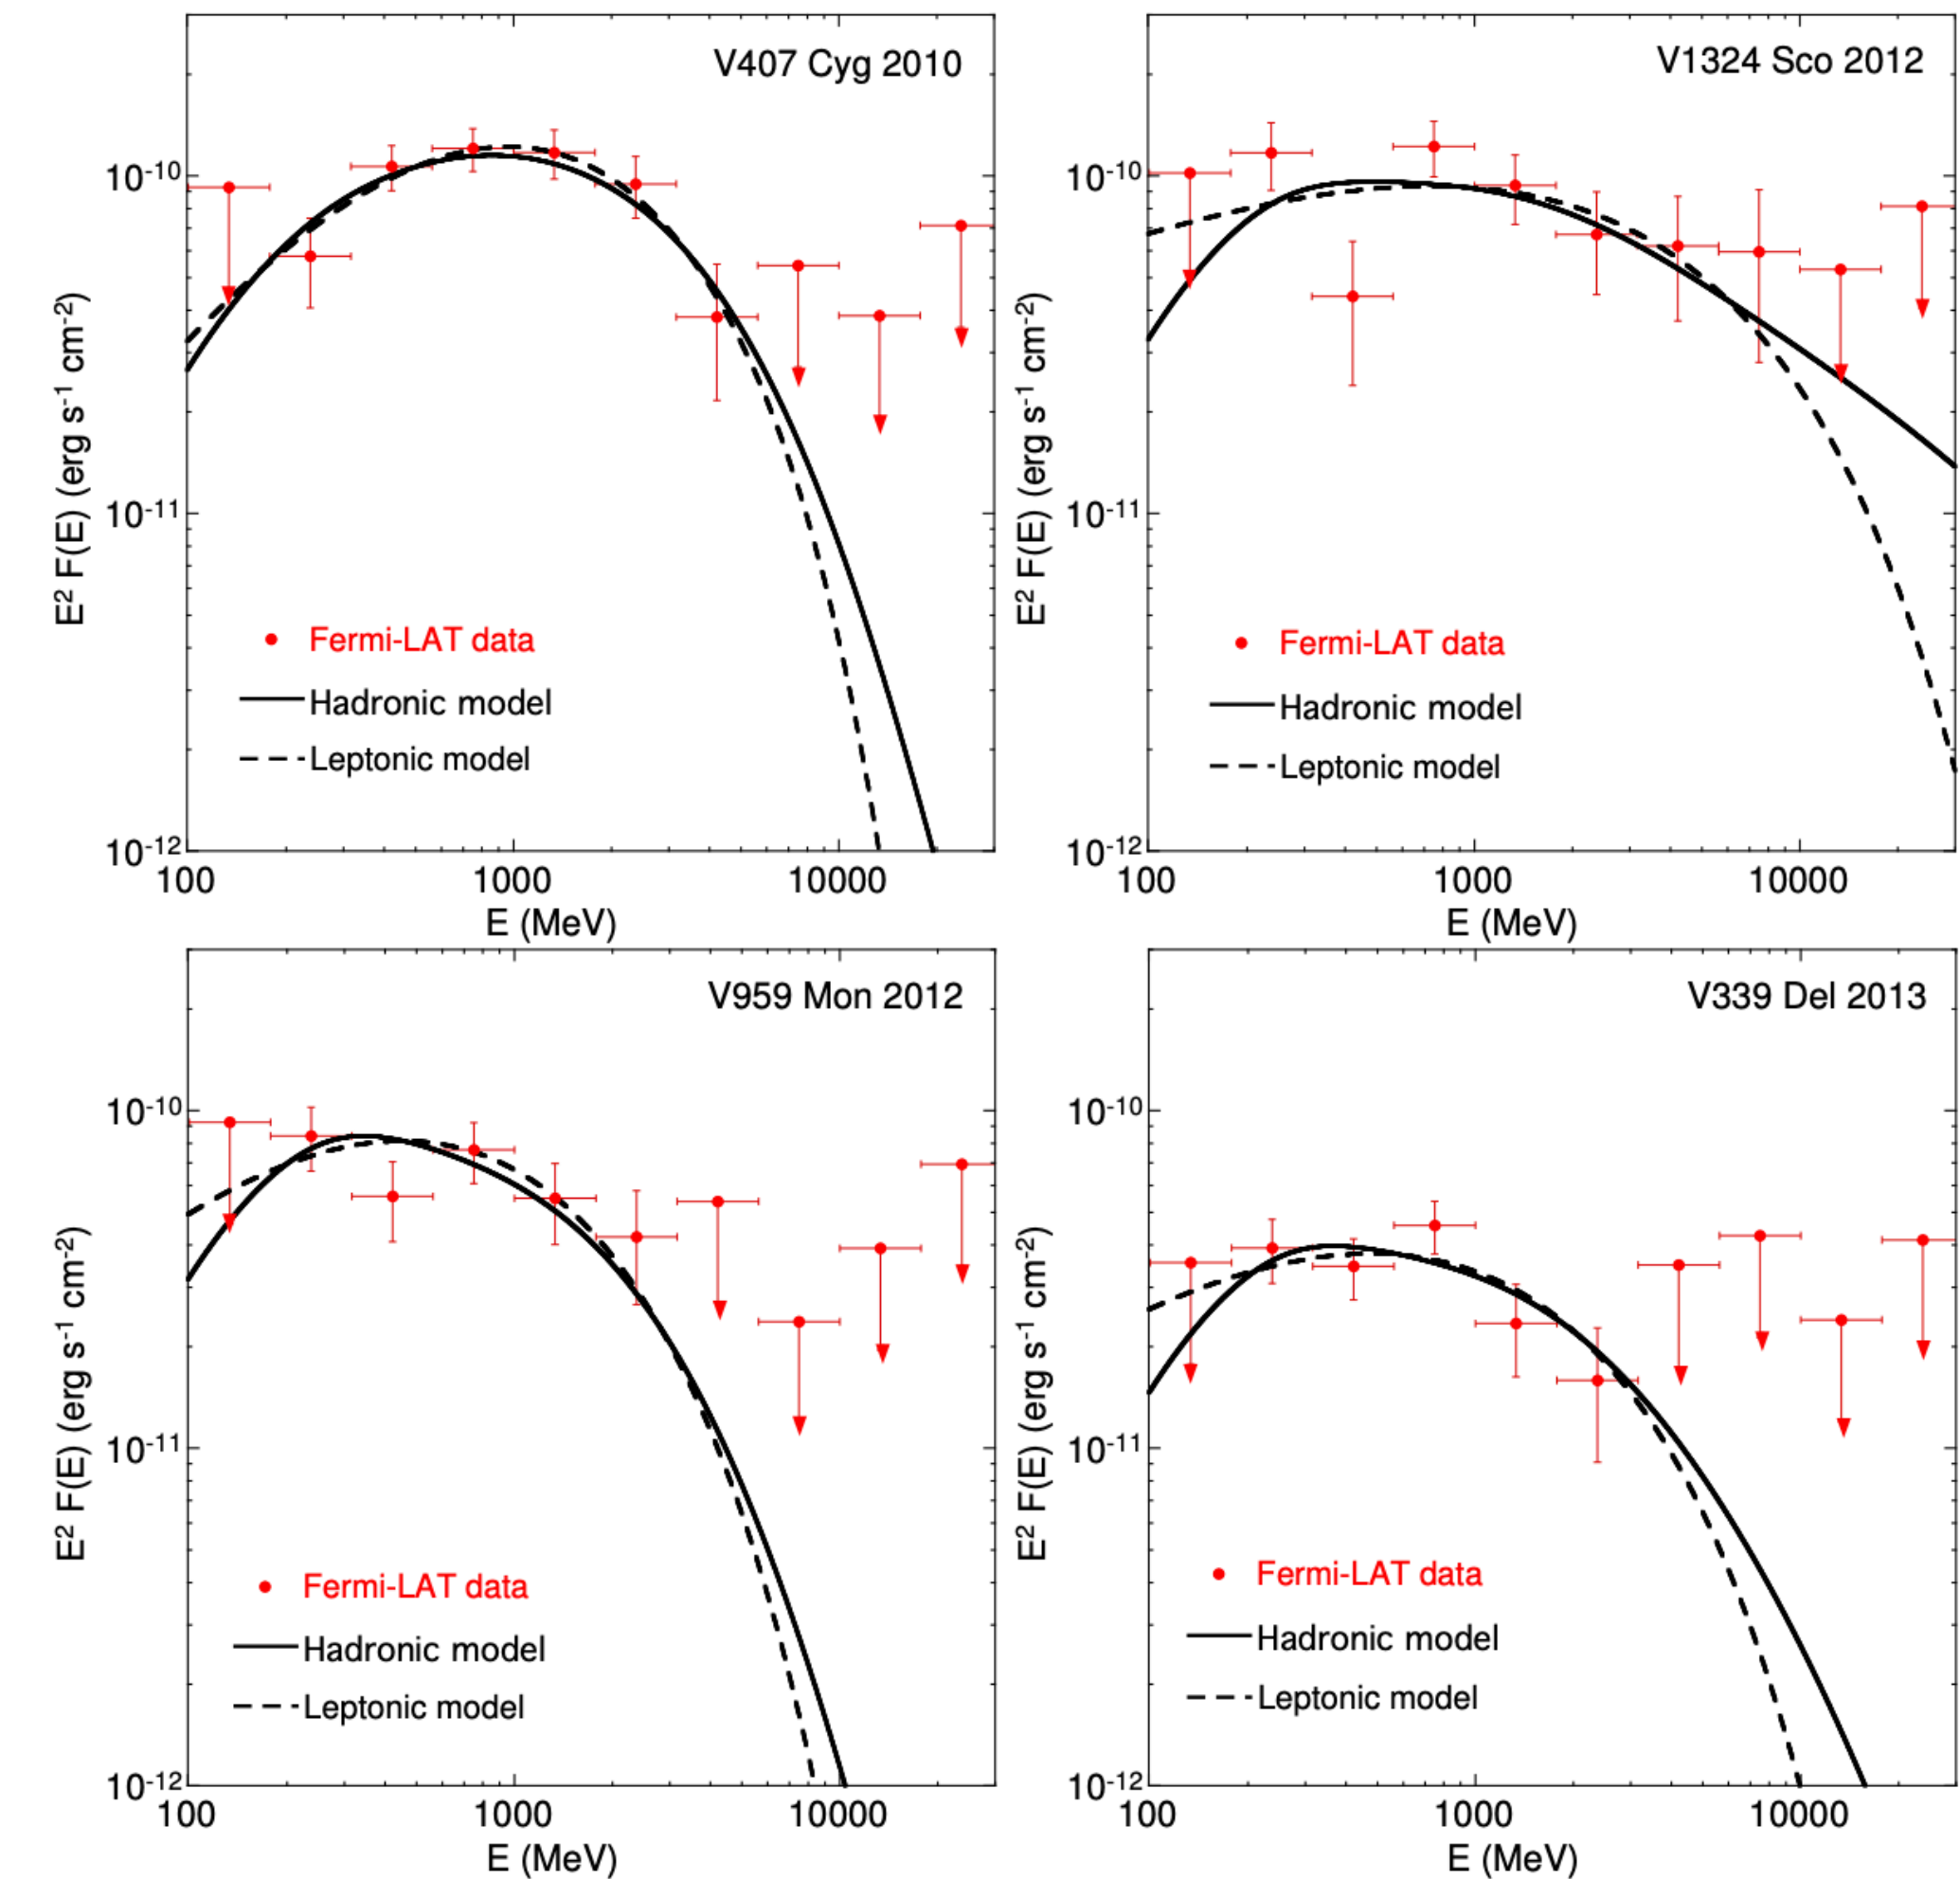 V407 Cyg 2010
10-10
10-11
10-12
E2 F(E) (erg s-1 cm-2)
Fermi-LAT data
Hadronic model
Leptonic model
100 1000 10000
E (MeV)
V1324 Sco 2012
10-10
10-11
10-12
E2 F(E) (erg s-1 cm-2)
Fermi-LAT data
Hadronic model
Leptonic model
100 1000 10000
E (MeV)
V959 Mon 2012
10-10
10-11
10-12
E2 F(E) (erg s-1 cm-2)
Fermi-LAT data
Hadronic model
Leptonic model
100 1000 10000
E (MeV)
V339 Del 2013
10-10
10-11
10-12
E2 F(E) (erg s-1 cm-2)
Fermi-LAT data
Hadronic model
Leptonic model
100 1000 10000
E (MeV)